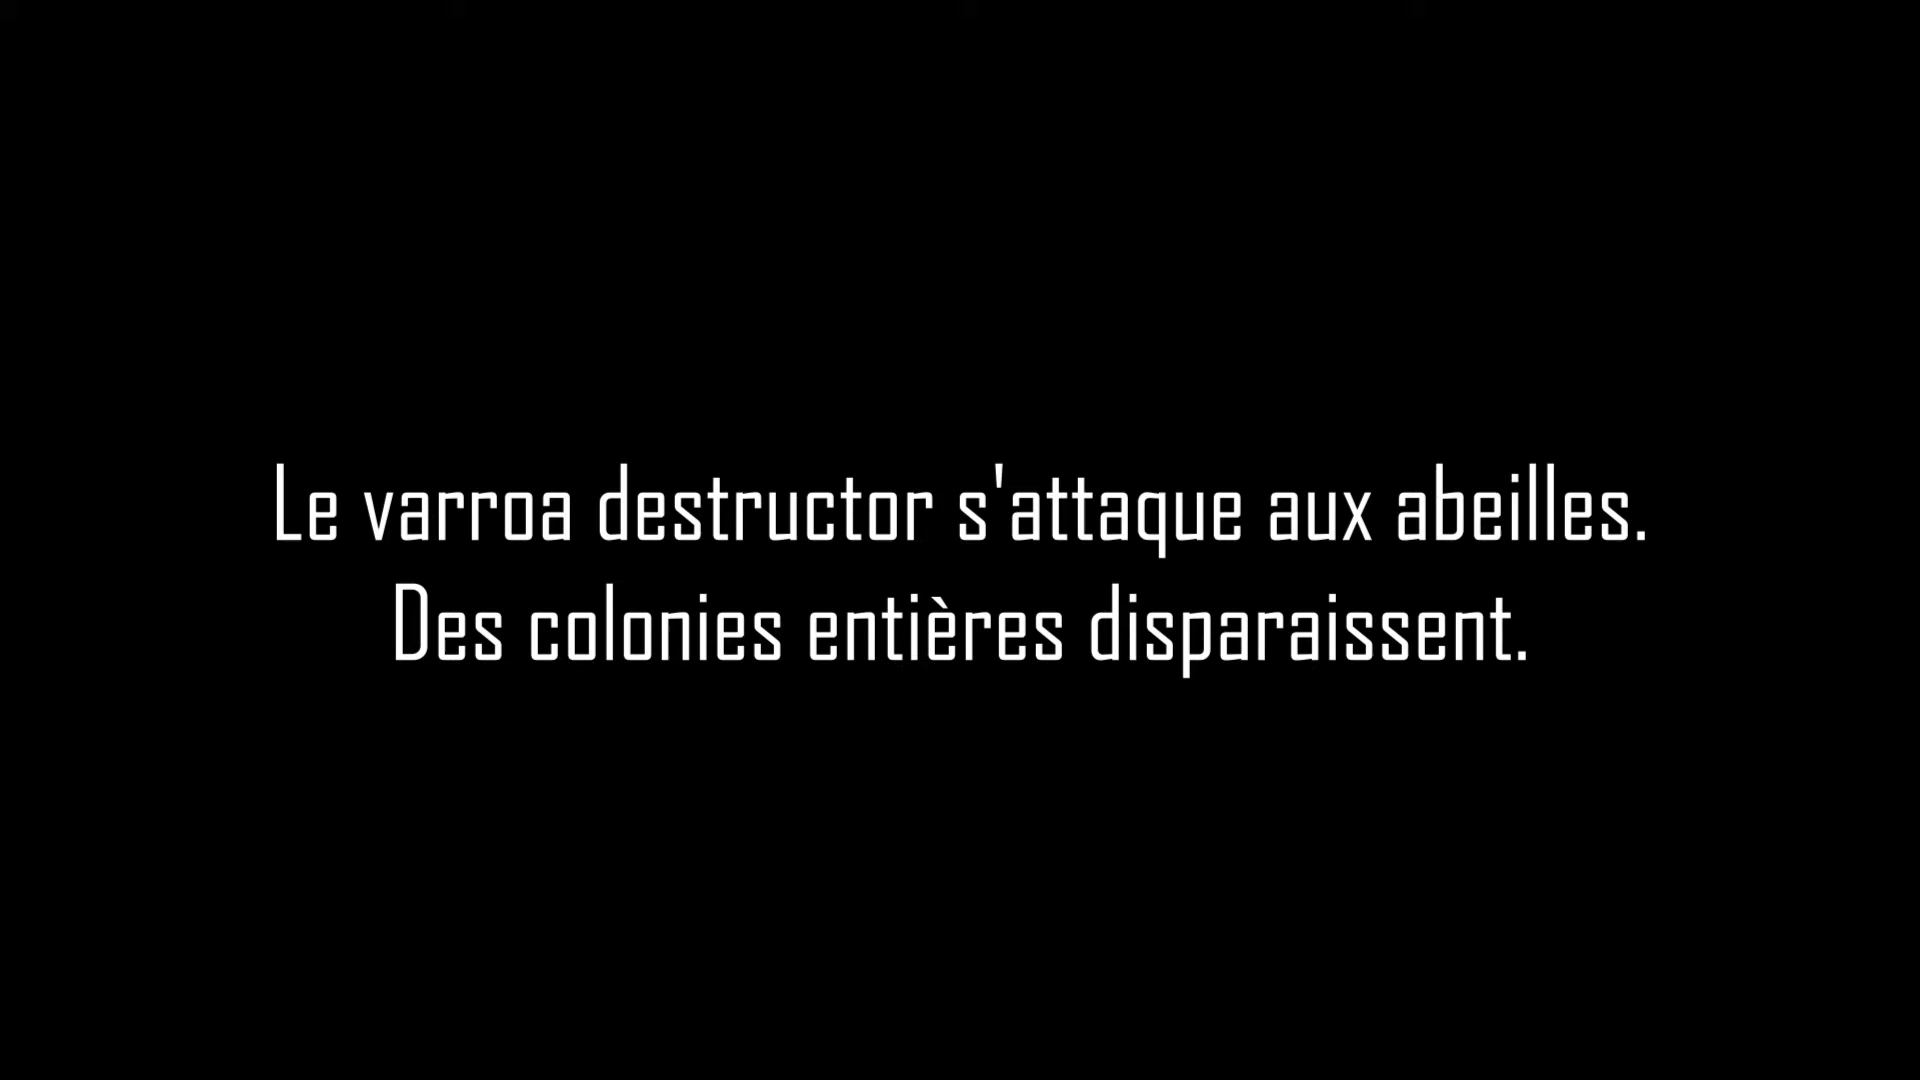 Le varroa destructor s'attaque aux abeilles.
Des colonies entières disparaissent.